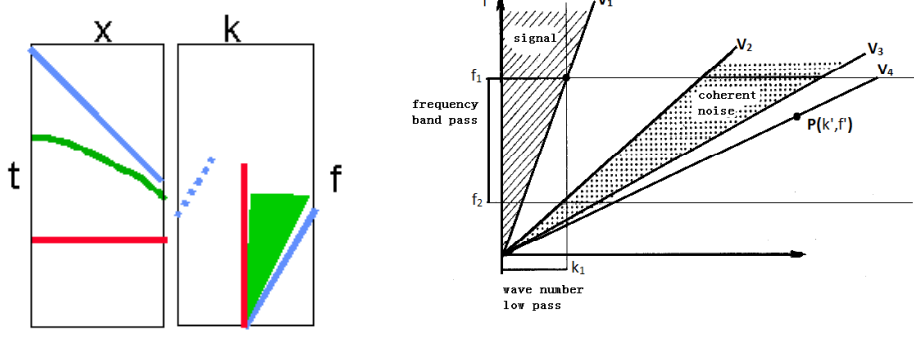 x
k
t
f
V1
signal
V2
V3
V4
f1
frequency
band pass
coherent
noise
P(k',f')
f2
k1
wave number
low pass